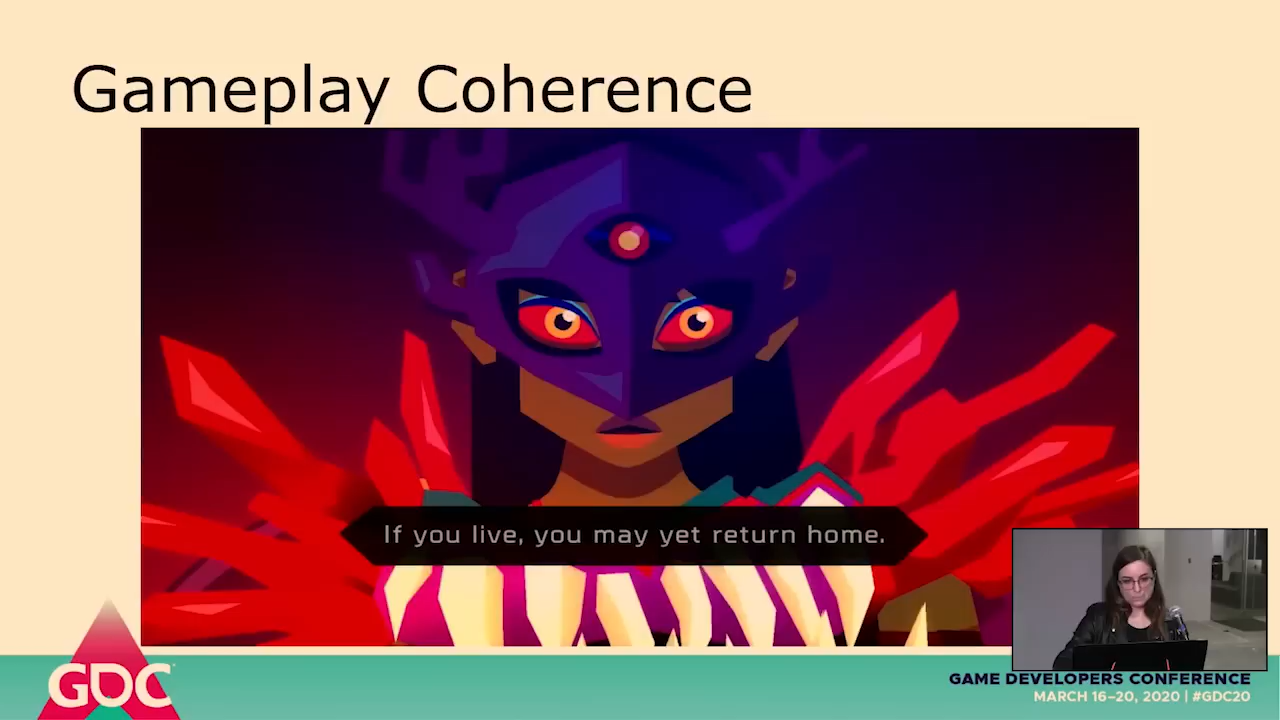 Gameplay Coherence
If you live, you may yet return home.
GDC
GAME DEVELOPERS CONFERENCE
MARCH 16–20, 2020 | #GDC20